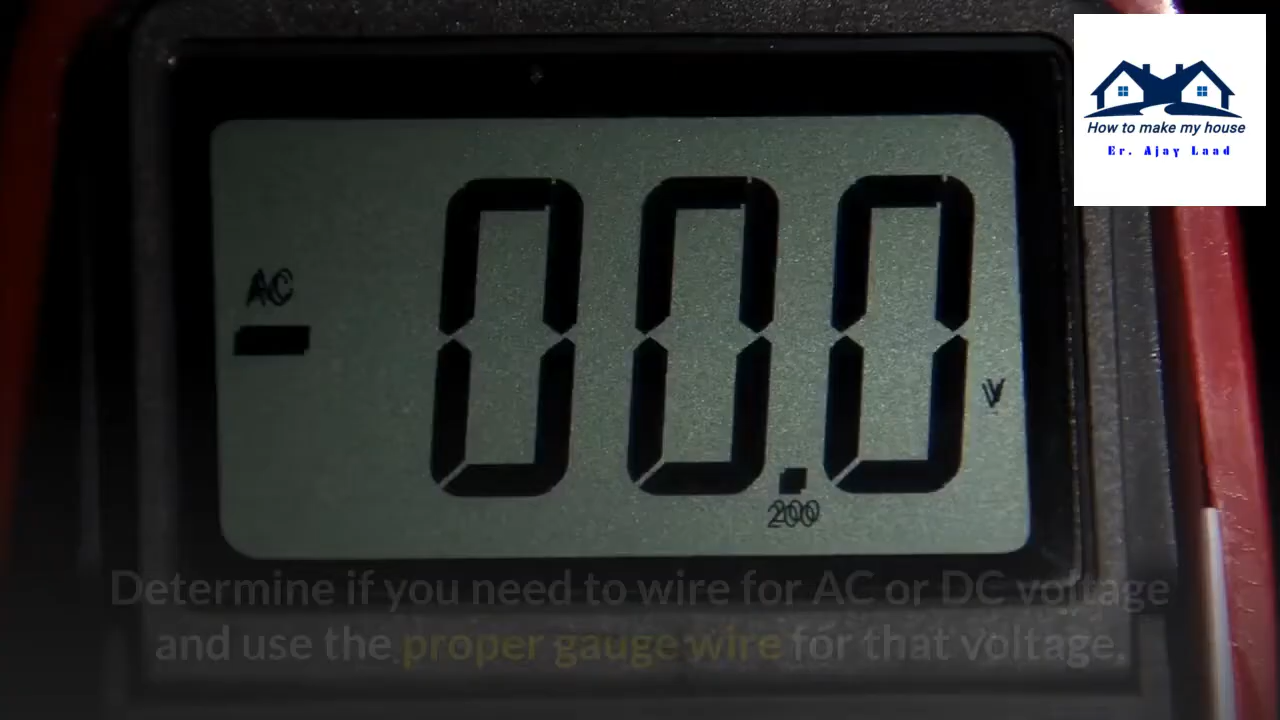 How to make my house
Er. Ajay Laad
AC
- 00.0
V
200
Determine if you need to wire for AC or DC voltage
and use the proper gauge wire for that voltage.